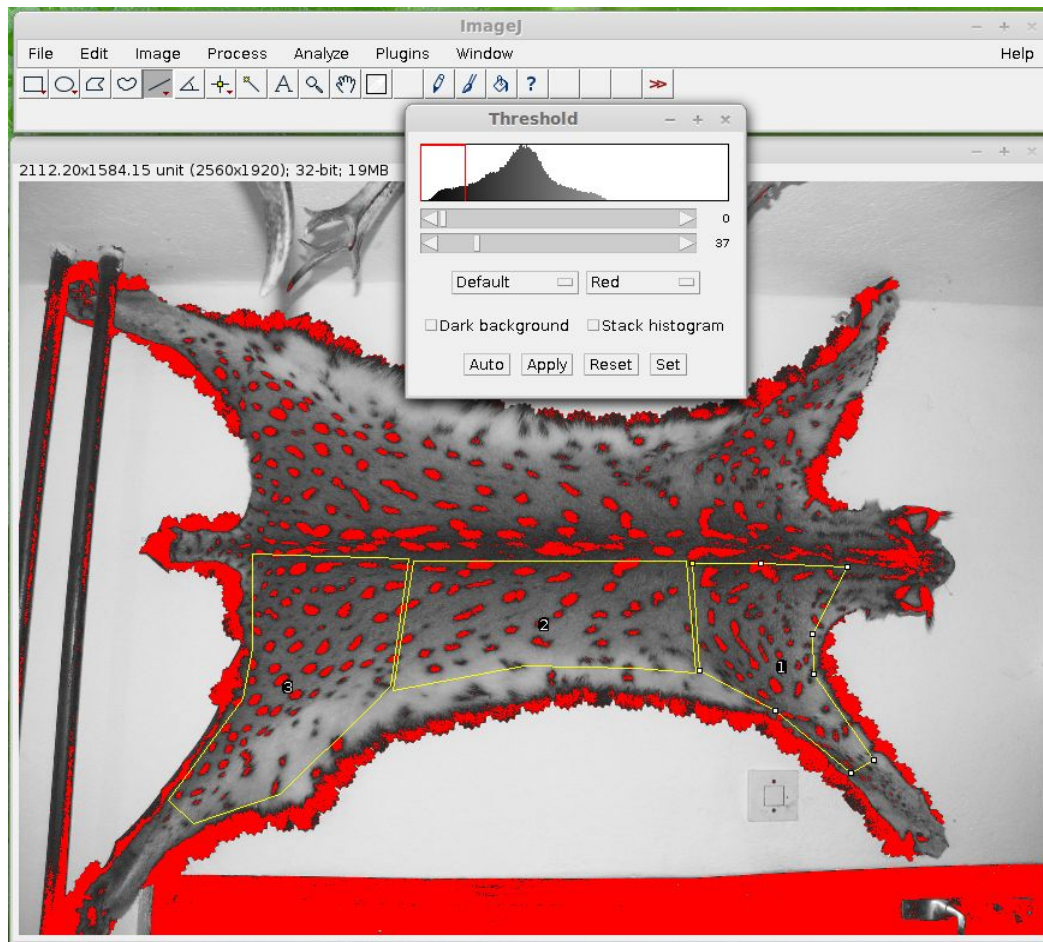 ImageJ
File Edit Image Process Analyze Plugins Window Help
A ? >>
Threshold
2112.20x1584.15 unit (2560x1920); 32-bit; 19MB
0
37
Default Red
Dark background Stack histogram
Auto Apply Reset Set
2
1
3